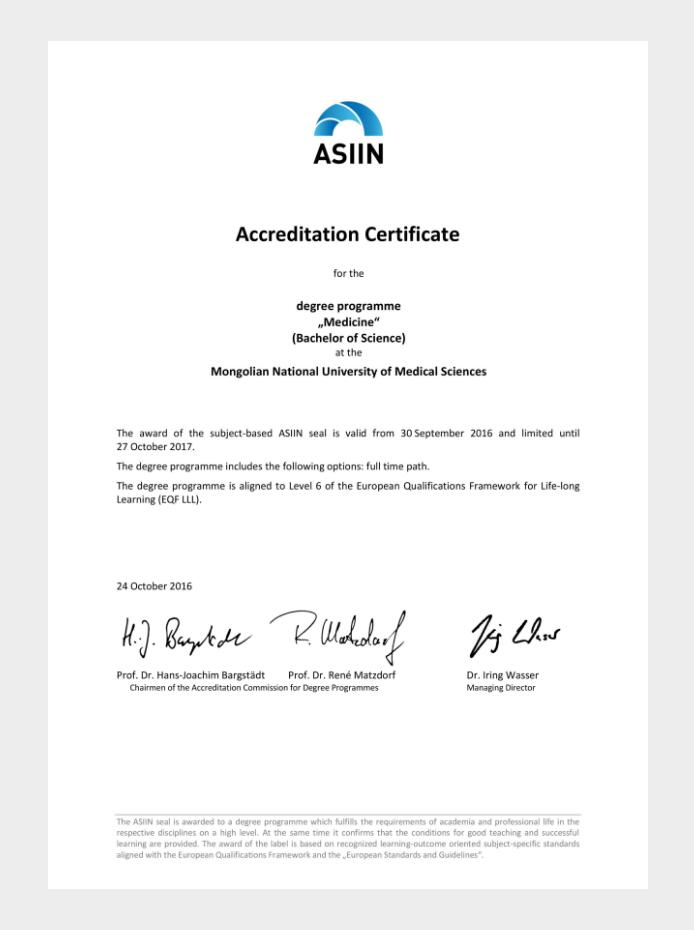 ASIIN
Accreditation Certificate
for the
degree programme
„Medicine“
(Bachelor of Science)
at the
Mongolian National University of Medical Sciences
The award of the subject-based ASIIN seal is valid from 30 September 2016 and limited until
27 October 2017.
The degree programme includes the following options: full time path.
The degree programme is aligned to Level 6 of the European Qualifications Framework for Life-long
Learning (EQF LLL).
24 October 2016
H.J. Bargstädt R. Matzdorf
Prof. Dr. Hans-Joachim Bargstädt Prof. Dr. René Matzdorf Dr. Iring Wasser
Chairmen of the Accreditation Commission for Degree Programmes Managing Director
The ASIIN seal is awarded to a degree programme which fulfills the requirements of academia and professional life in the
respective disciplines on a high level. At the same time it confirms that the conditions for good teaching and successful
learning are provided. The award of the label is based on recognized learning-outcome oriented subject-specific standards
aligned with the European Qualifications Framework and the „European Standards and Guidelines“.